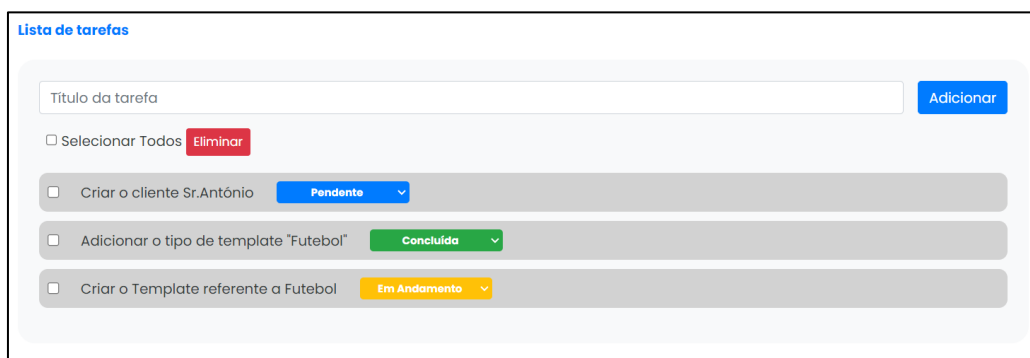 Lista de tarefas
Título da tarefa Adicionar
Selecionar Todos Eliminar
Criar o cliente Sr.António Pendente
Adicionar o tipo de template "Futebol" Concluída
Criar o Template referente a Futebol Em Andamento